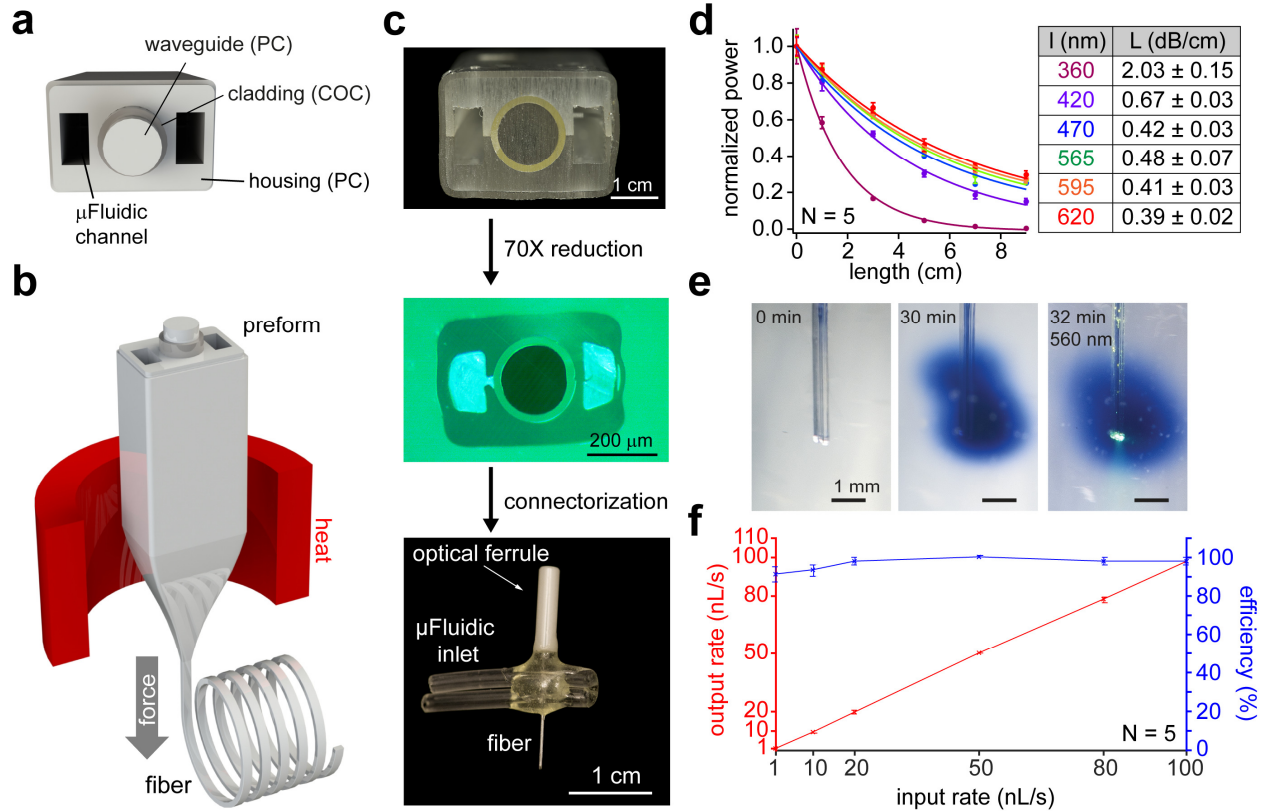 a
waveguide (PC)
cladding (COC)
housing (PC)
µFluidic
channel
b
preform
heat
force
fiber
c
1 cm
70X reduction
200 µm
connectorization
optical ferrule
µFluidic
inlet
fiber
1 cm
d
normalized power
1.0
0.8
0.6
0.4
0.2
0.0
N = 5
0 2 4 6 8
length (cm)
l (nm) L (dB/cm)
360 2.03 ± 0.15
420 0.67 ± 0.03
470 0.42 ± 0.03
565 0.48 ± 0.07
595 0.41 ± 0.03
620 0.39 ± 0.02
e
0 min
1 mm
30 min
32 min
560 nm
f
output rate (nL/s)
110
100
80
50
20
10
1
efficiency (%)
100
80
60
40
20
0
N = 5
1 10 20 50 80 100
input rate (nL/s)